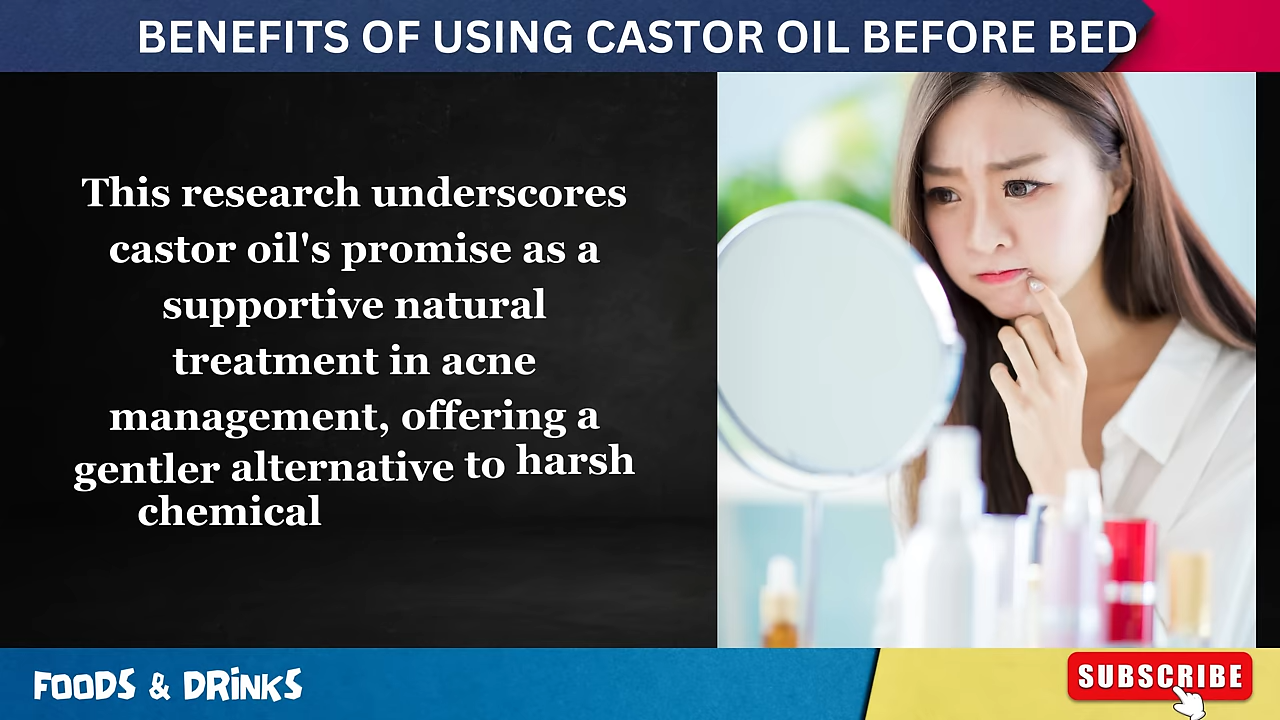 BENEFITS OF USING CASTOR OIL BEFORE BED
This research underscores
castor oil's promise as a
supportive natural
treatment in acne
management, offering a
gentler alternative to harsh
chemical
FOODS & DRINKS
SUBSCRIBE